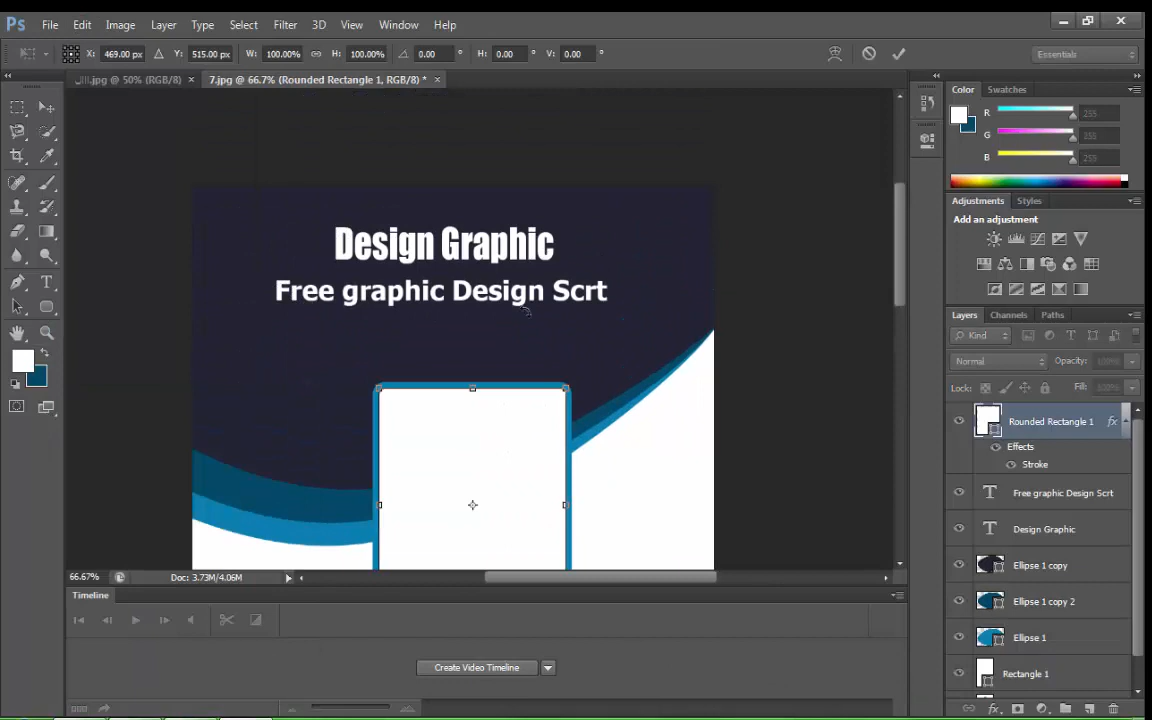 Ps File Edit Image Layer Type Select Filter 3D View Window Help
X: 469.00 px Y: 515.00 px W: 100.00% H: 100.00% 0.00 ° H: 0.00 ° V: 0.00 ° Essentials
.jpg @ 50% (RGB/8) × 7.jpg @ 66.7% (Rounded Rectangle 1, RGB/8) * ×
Color Swatches
R 255
G 255
B 255
Adjustments Styles
Add an adjustment
Design Graphic
Free graphic Design Scrt
Layers Channels Paths
Kind
Normal Opacity: 100%
Lock: Fill: 100%
Rounded Rectangle 1 fx
Effects
Stroke
Free graphic Design Scrt
Design Graphic
Ellipse 1 copy
Ellipse 1 copy 2
Ellipse 1
Rectangle 1
66.67% Doc: 3.73M/4.06M
Timeline
Create Video Timeline